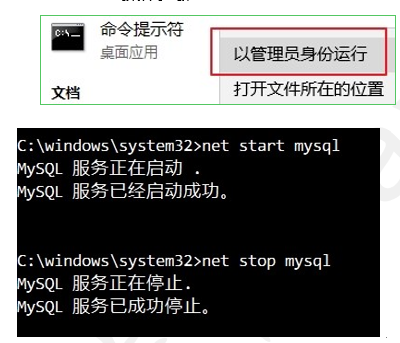 命令提示符
桌面应用
以管理员身份运行
文档
打开文件所在的位置
C:\windows\system32>net start mysql
MySQL 服务正在启动 .
MySQL 服务已经启动成功。
C:\windows\system32>net stop mysql
MySQL 服务正在停止.
MySQL 服务已成功停止。